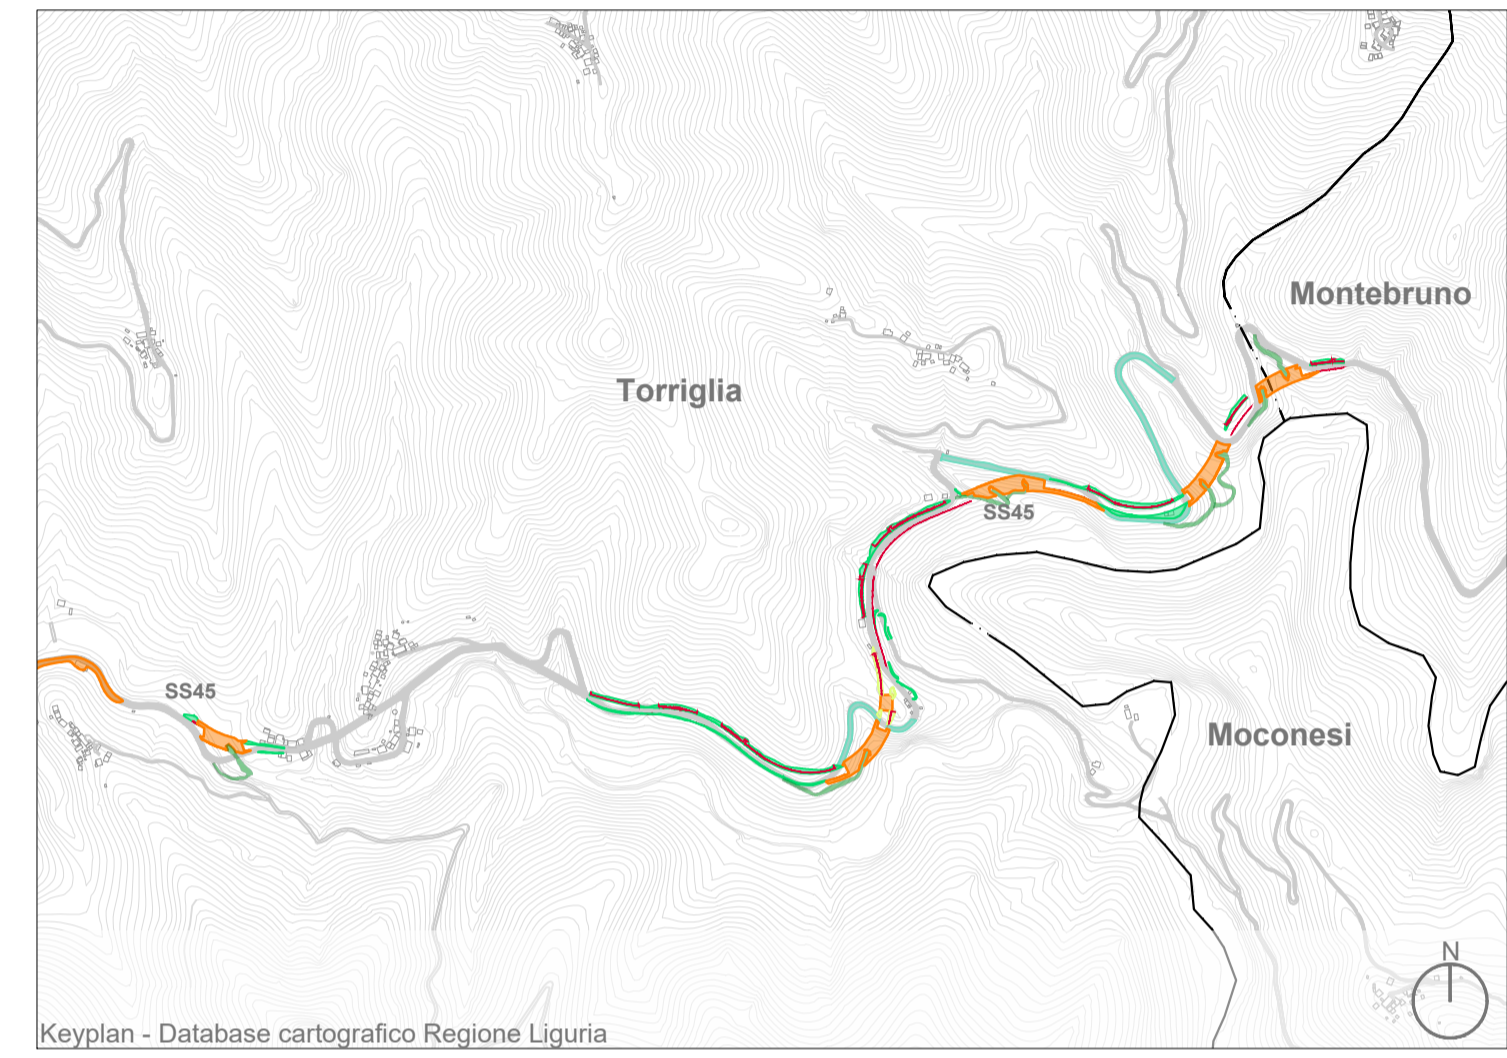 Montebruno
Torriglia
SS45
SS45
Moconesi
N
Keyplan - Database cartografico Regione Liguria